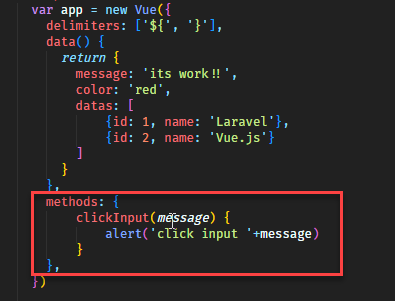 var app = new Vue({
delimiters: ['${', '}'],
data() {
return {
message: 'its work!!',
color: 'red',
datas: [
{id: 1, name: 'Laravel'},
{id: 2, name: 'Vue.js'}
]
}
},
methods: {
clickInput(message) {
alert('click input '+message)
}
},
})